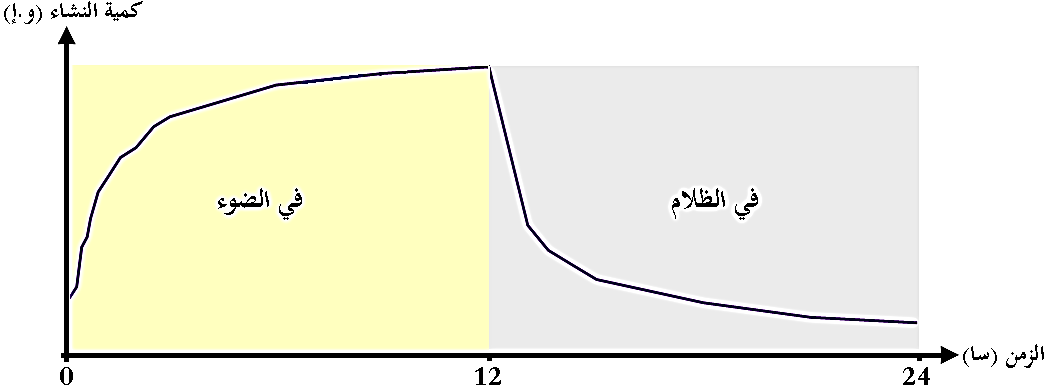 كمية النشاء (و.إ)
في الضوء
في الظلام
الزمن (سا)
0
12
24